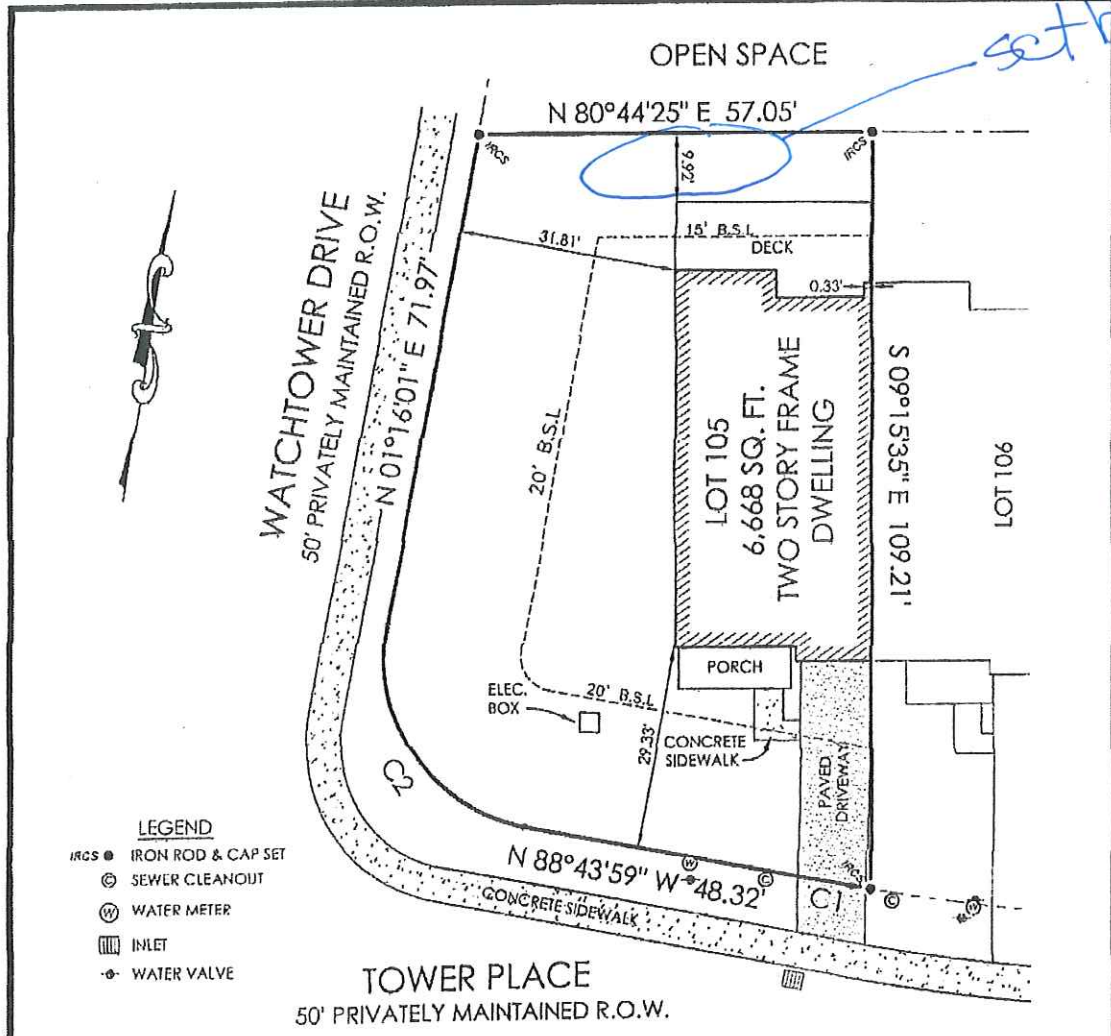 OPEN SPACE
set
N 80°44'25" E 57.05'
IRCS
IRCS
9.92'
WATCHTOWER DRIVE
50' PRIVATELY MAINTAINED R.O.W.
N 01°16'01" E 71.97'
31.81'
15' B.S.L
DECK
0.33'
20' B.S.L
LOT 105
6,668 SQ. FT.
TWO STORY FRAME
DWELLING
S 09°15'35" E 109.21'
LOT 106
PORCH
ELEC.
BOX
20' B.S.L
29.33'
CONCRETE
SIDEWALK
PAVED
DRIVEWAY
C2
N 88°43'59" W 48.32'
C1
IRCS
W
C
C
W
CONCRETE SIDEWALK
LEGEND
IRCS IRON ROD & CAP SET
C SEWER CLEANOUT
W WATER METER
INLET
WATER VALVE
TOWER PLACE
50' PRIVATELY MAINTAINED R.O.W.